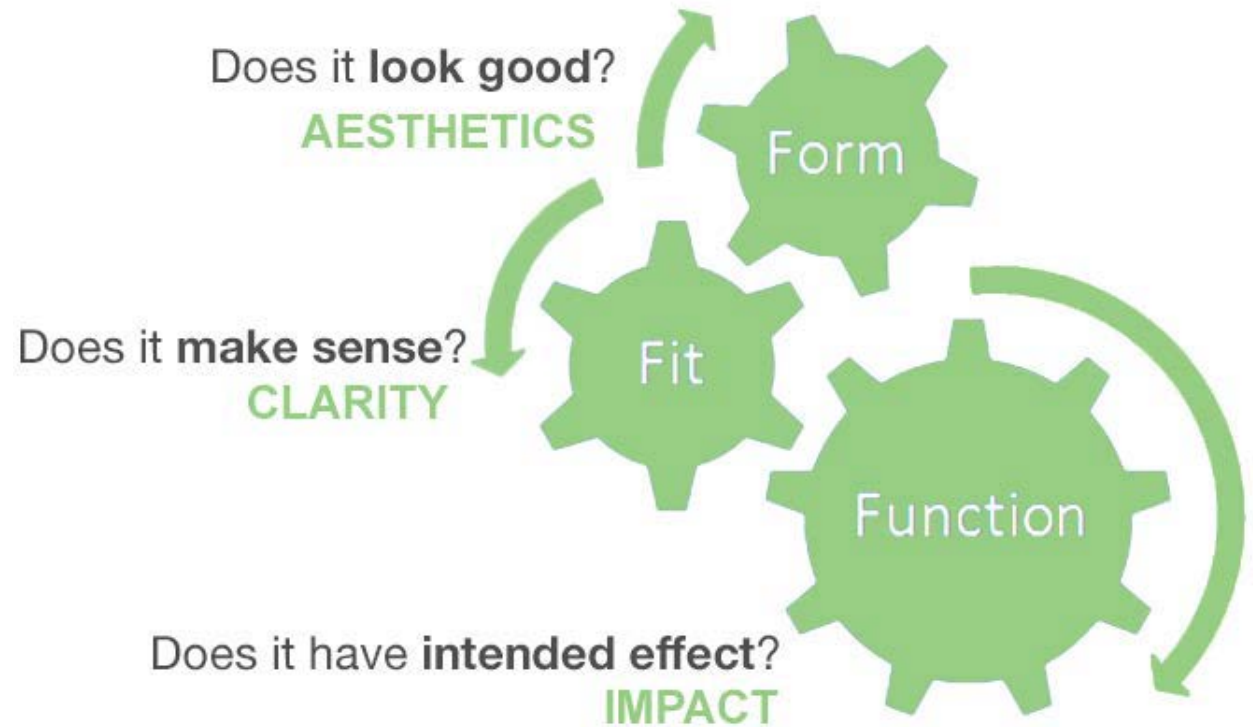 Does it look good?
AESTHETICS
Form
Does it make sense?
CLARITY
Fit
Function
Does it have intended effect?
IMPACT